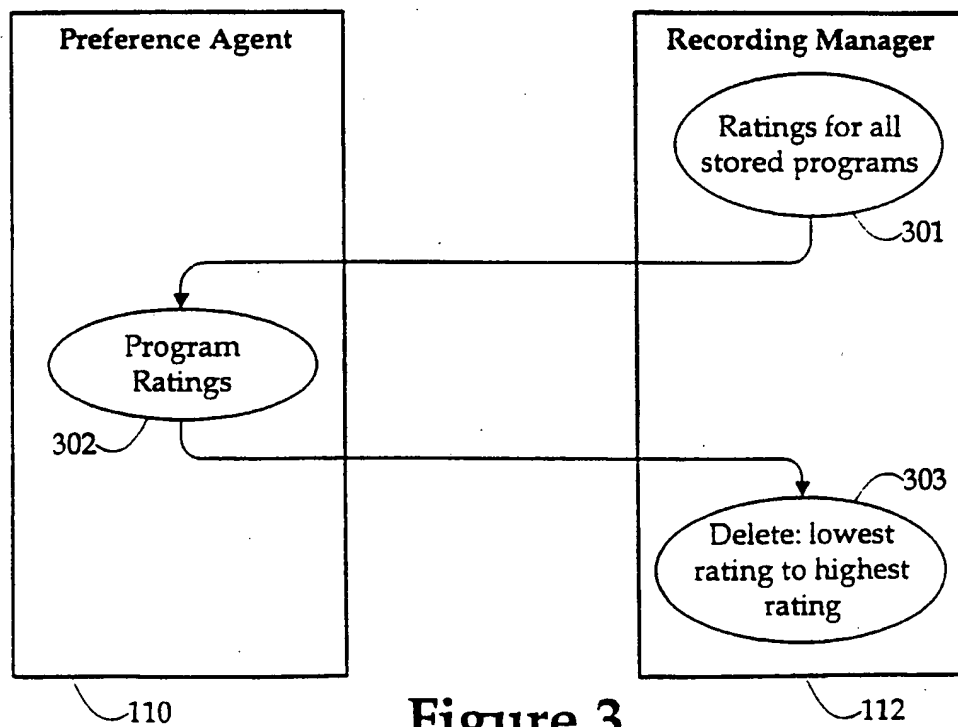 Preference Agent
Recording Manager
Ratings for all
stored programs
301
Program
Ratings
302
303
Delete: lowest
rating to highest
rating
110
112
Figure 3